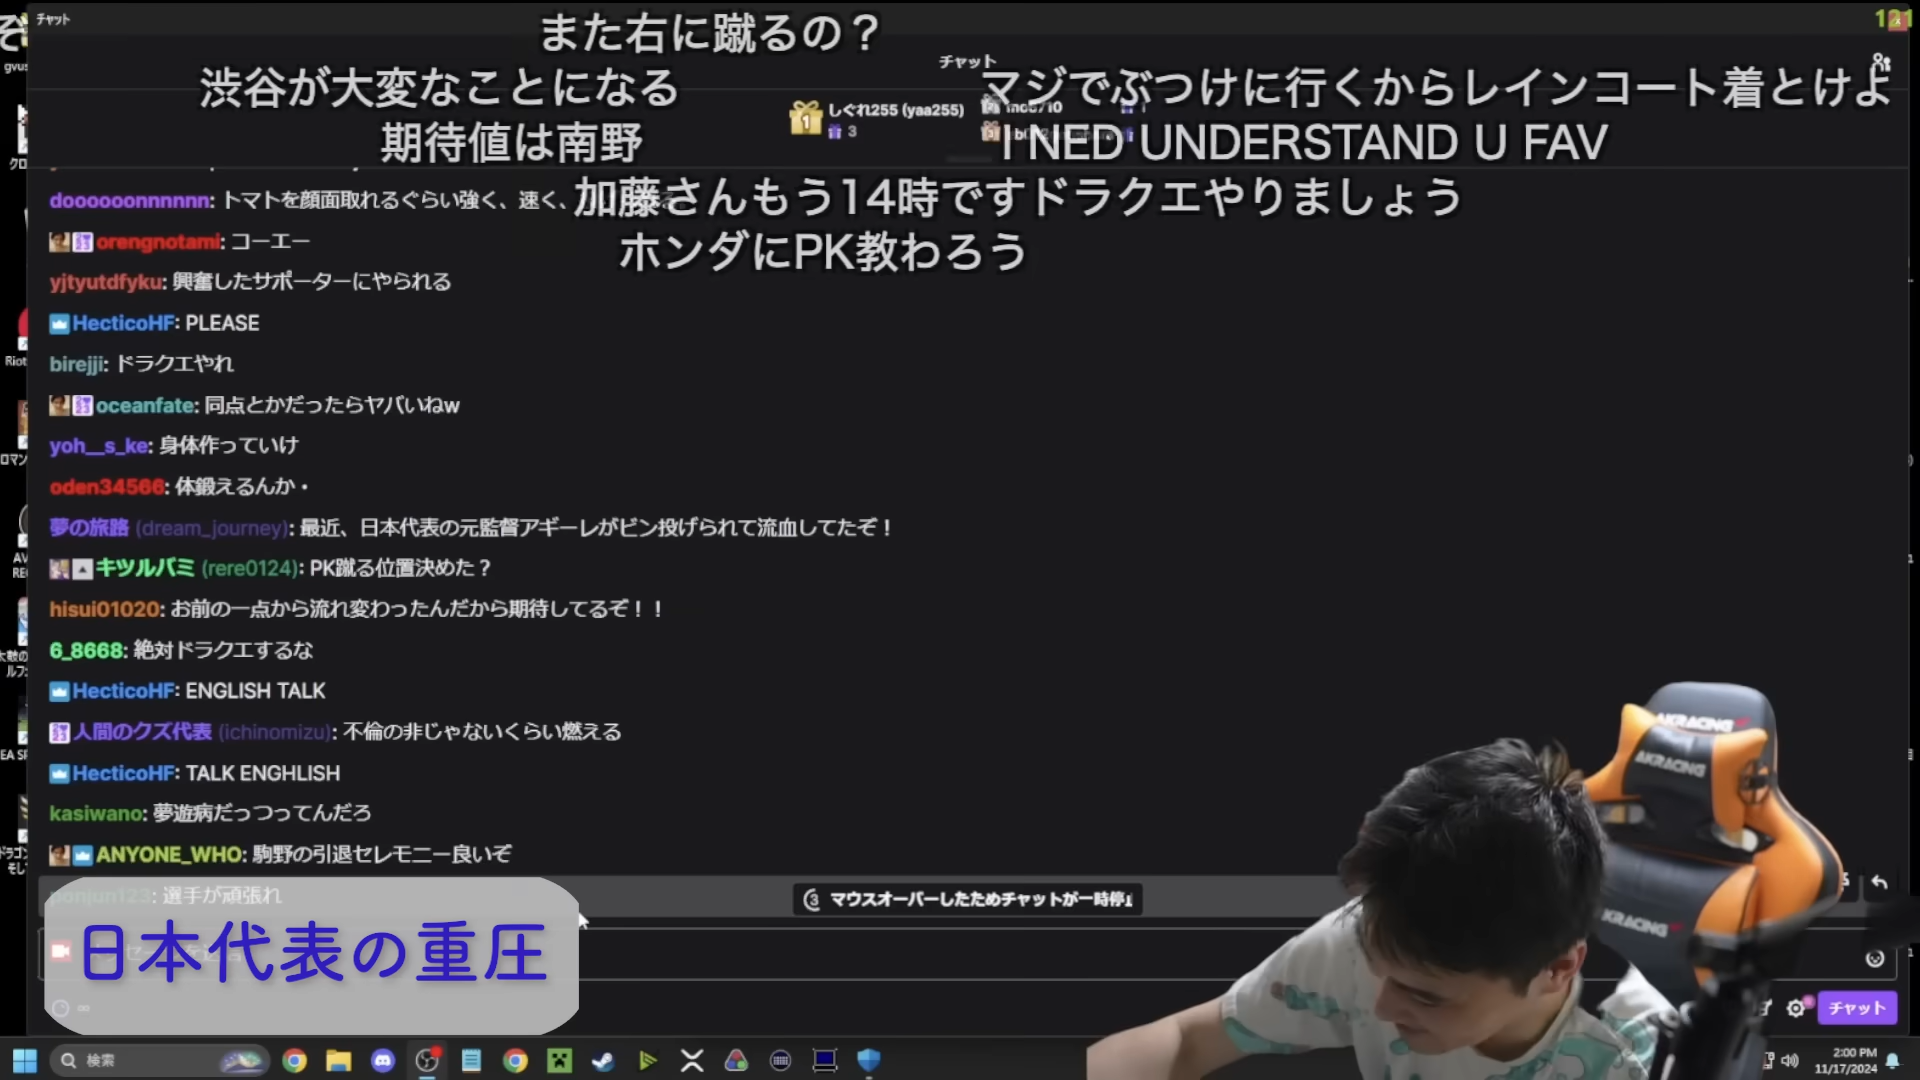 チャット
また右に蹴るの？
121
チャット
渋谷が大変なことになる
しぐれ255 (yaa255)
3
マジでぶつけに行くからレインコート着とけよ
期待値は南野
I NED UNDERSTAND U FAV
doooooonnnnnn: トマトを顔面取れるぐらい強く、速く、
加藤さんもう14時ですドラクエやりましょう
orengnotami: コーエー
ホンダにPK教わろう
yjtyutdfyku: 興奮したサポーターにやられる
HecticoHF: PLEASE
birejji: ドラクエやれ
oceanfate: 同点とかだったらヤバいねw
yoh__s_ke: 身体作っていけ
oden34566: 体鍛えるんか・
夢の旅路 (dream_journey): 最近、日本代表の元監督アギーレがビン投げられて流血してたぞ！
キツルバミ (rere0124): PK蹴る位置決めた？
hisui01020: お前の一点から流れ変わったんだから期待してるぞ！！
6_8668: 絶対ドラクエするな
HecticoHF: ENGLISH TALK
人間のクズ代表 (ichinomizu): 不倫の非じゃないくらい燃える
HecticoHF: TALK ENGHLISH
kasiwano: 夢遊病だっつってんだろ
ANYONE_WHO: 駒野の引退セレモニー良いぞ
ponjun123: 選手が頑張れ
マウスオーバーしたためチャットが一時停止
日本代表の重圧
チャット
検索
2:00 PM
11/17/2024
AKRACING
AKRACING
AKRACING